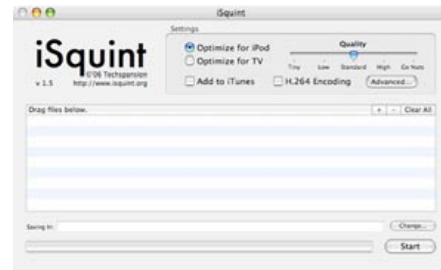 iSquint
Settings
iSquint
©'06 Techspansion
v 1.5 http://www.isquint.org
Optimize for iPod
Optimize for TV
Quality
Tiny Low Standard High Go Nuts
Add to iTunes
H.264 Encoding
Advanced...
Drag files below.
+ - Clear All
Saving In:
Change...
Start